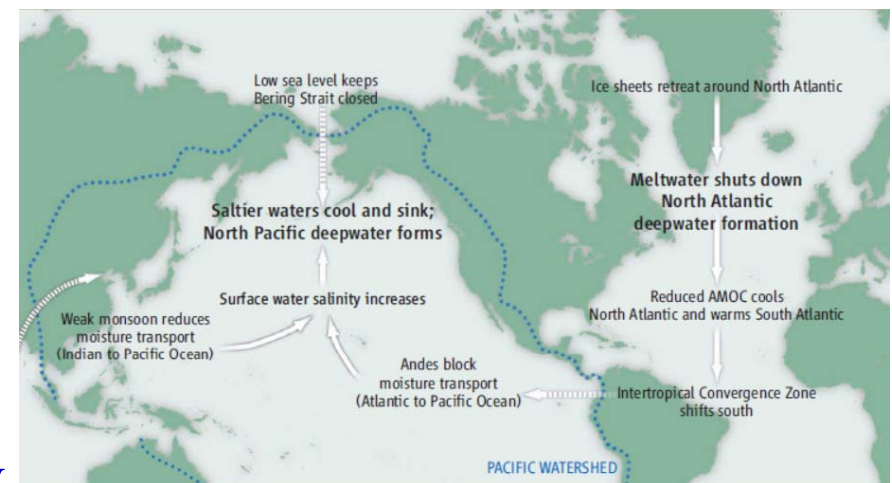 Low sea level keeps
Bering Strait closed
Ice sheets retreat around North Atlantic
Meltwater shuts down
North Atlantic
deepwater formation
Saltier waters cool and sink;
North Pacific deepwater forms
Surface water salinity increases
Reduced AMOC cools
North Atlantic and warms South Atlantic
Weak monsoon reduces
moisture transport
(Indian to Pacific Ocean)
Andes block
moisture transport
(Atlantic to Pacific Ocean)
Intertropical Convergence Zone
shifts south
PACIFIC WATERSHED